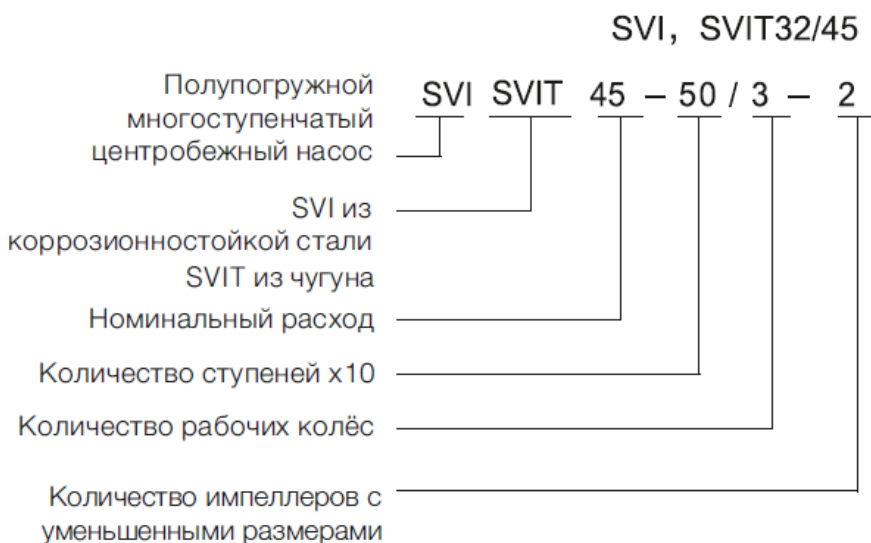 SVI, SVIT32/45
SVI SVIT 45 – 50 / 3 – 2
Полупогружной
многоступенчатый
центробежный насос
SVI из
коррозионностойкой стали
SVIT из чугуна
Номинальный расход
Количество ступеней x10
Количество рабочих колёс
Количество импеллеров с
уменьшенными размерами